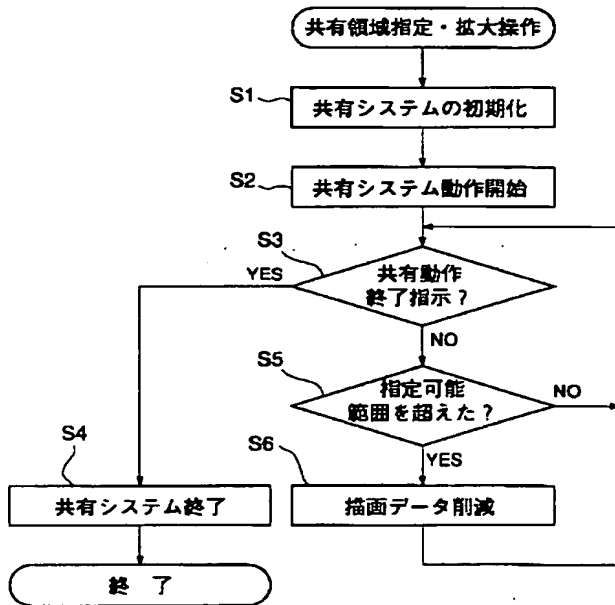 共有領域指定・拡大操作
S1
共有システムの初期化
S2
共有システム動作開始
S3
YES
共有動作
終了指示？
NO
S5
指定可能
範囲を超えた？
NO
YES
S4
共有システム終了
S6
描画データ削減
終 了